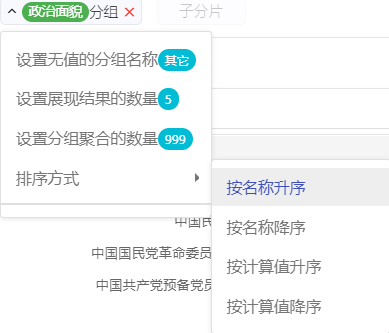 政治面貌 分组 子分片
设置无值的分组名称 其它
设置展现结果的数量 5
设置分组聚合的数量 999
排序方式
按名称升序
按名称降序
按计算值升序
按计算值降序
中国民
中国国民党革命委员
中国共产党预备党员